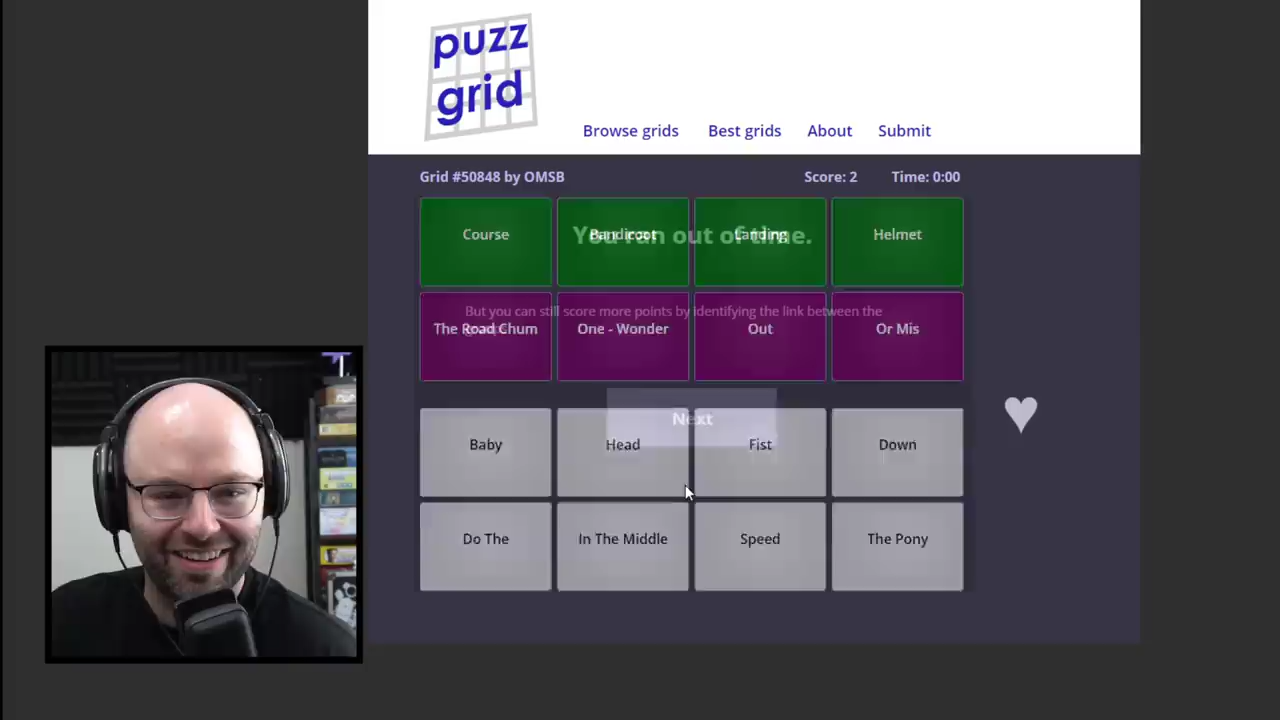 puzz
grid
Browse grids
Best grids
About
Submit
Grid #50848 by OMSB
Score: 2
Time: 0:00
Course
Bandicoot
Landing
Helmet
You ran out of time.
But you can still score more points by identifying the link between the
The Road Chum
One - Wonder
Out
Or Mis
Next
Baby
Head
Fist
Down
Do The
In The Middle
Speed
The Pony